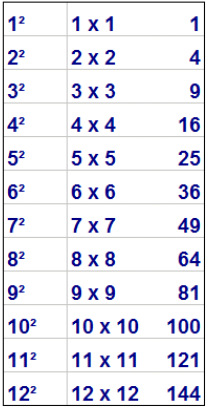 1² 1 x 1 1
2² 2 x 2 4
3² 3 x 3 9
4² 4 x 4 16
5² 5 x 5 25
6² 6 x 6 36
7² 7 x 7 49
8² 8 x 8 64
9² 9 x 9 81
10² 10 x 10 100
11² 11 x 11 121
12² 12 x 12 144